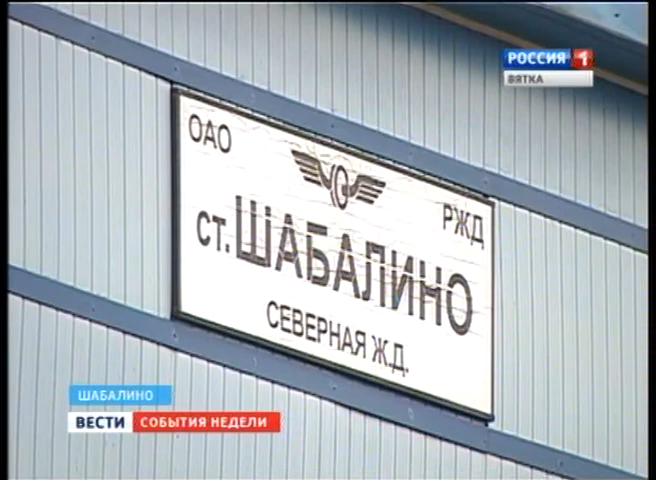 РОССИЯ 1
ВЯТКА
ОАО
РЖД
ст. ШАБАЛИНО
СЕВЕРНАЯ Ж.Д.
ШАБАЛИНО
ВЕСТИ СОБЫТИЯ НЕДЕЛИ